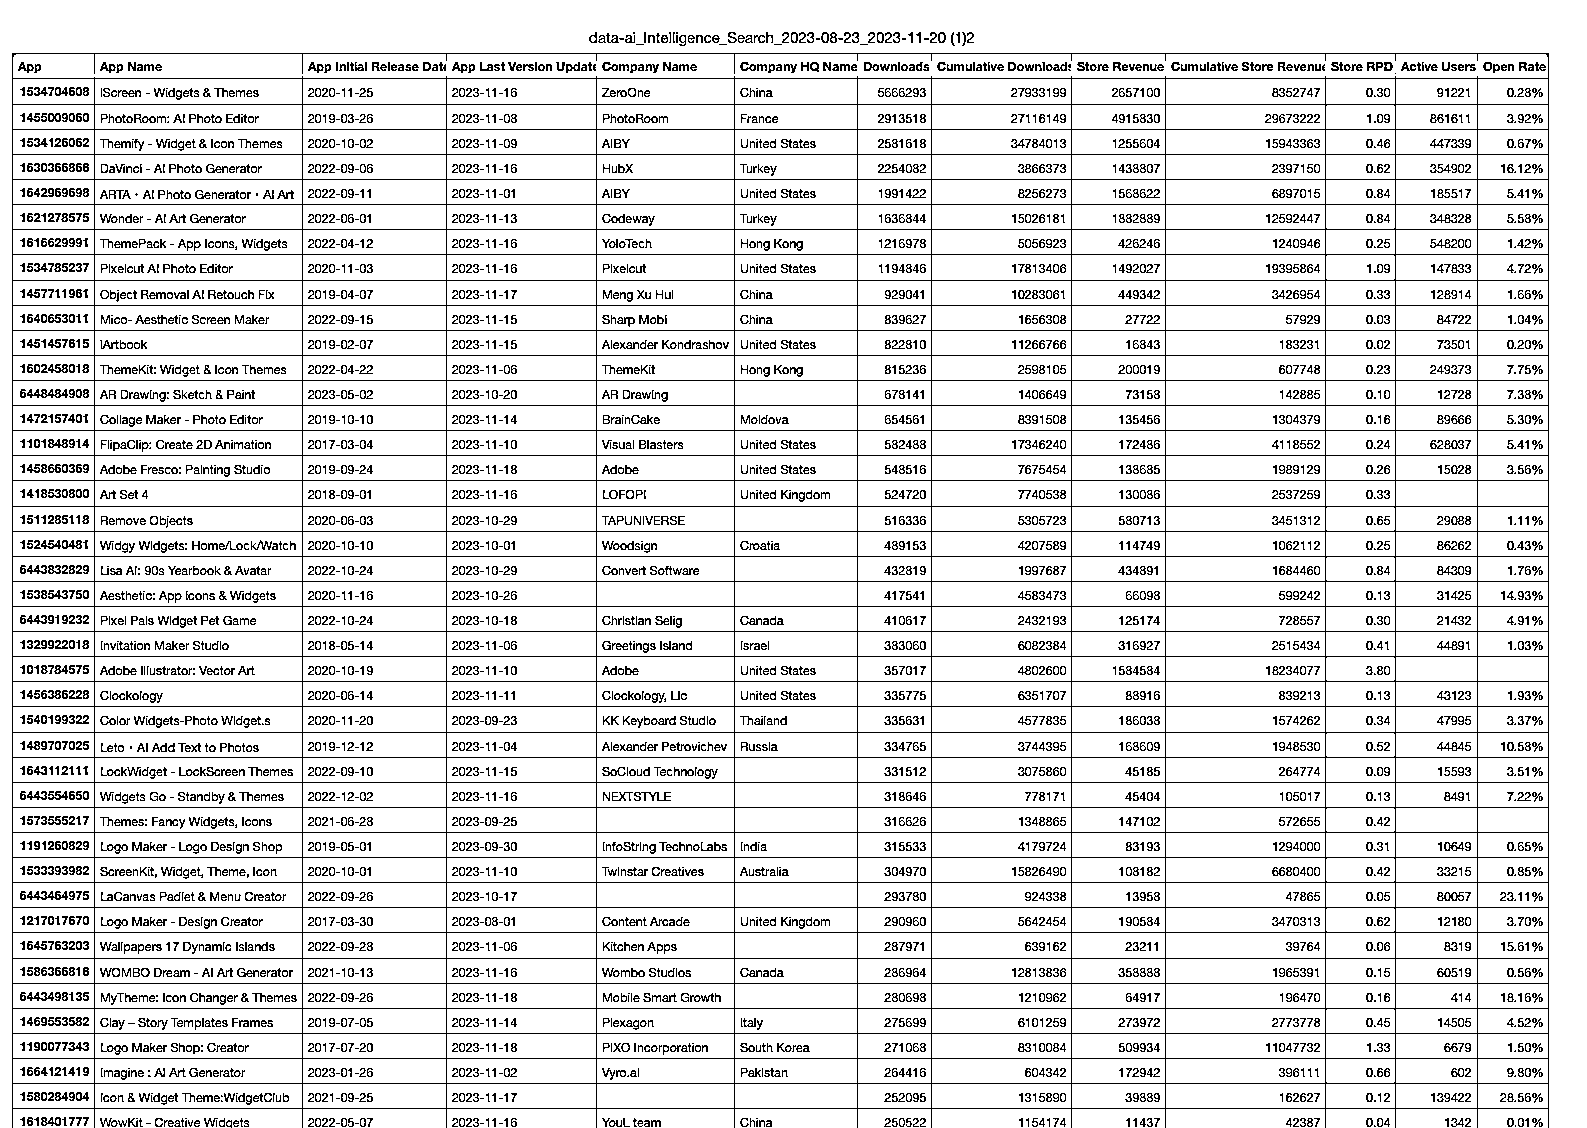 data-ai_Intelligence_Search_2023-08-23_2023-11-20 (1)2
App App Name App Initial Release Date App Last Version Update Company Name Company HQ Name Downloads Cumulative Downloads Store Revenue Cumulative Store Revenue Store RPD Active Users Open Rate
1534704608 iScreen - Widgets & Themes 2020-11-25 2023-11-16 ZeroOne China 5666293 27933199 2657100 8352747 0.30 91221 0.28%
1455009060 PhotoRoom: AI Photo Editor 2019-03-26 2023-11-08 PhotoRoom France 2913518 27116149 4915830 29673222 1.09 861611 3.92%
1534126062 Themify - Widget & Icon Themes 2020-10-02 2023-11-09 AIBY United States 2581618 34784013 1255604 15943363 0.46 447339 0.67%
1630366866 DaVinci - AI Photo Generator 2022-09-06 2023-11-16 HubX Turkey 2254082 3866373 1438807 2397150 0.62 354902 16.12%
1642969698 ARTA・AI Photo Generator・AI Art 2022-09-11 2023-11-01 AIBY United States 1991422 8256273 1568622 6897015 0.84 185517 5.41%
1621278575 Wonder - AI Art Generator 2022-06-01 2023-11-13 Codeway Turkey 1636844 15026181 1882889 12592447 0.84 348328 5.58%
1616629991 ThemePack - App Icons, Widgets 2022-04-12 2023-11-16 YoloTech Hong Kong 1216978 5056923 426246 1240946 0.25 548200 1.42%
1534785237 Pixelcut AI Photo Editor 2020-11-03 2023-11-16 Pixelcut United States 1194846 17813406 1492027 19395864 1.09 147833 4.72%
1457711961 Object Removal AI Retouch Fix 2019-04-07 2023-11-17 Meng Xu Hui China 929041 10283061 449342 3426954 0.33 128914 1.66%
1640653011 Mico- Aesthetic Screen Maker 2022-09-15 2023-11-15 Sharp Mobi China 839627 1656308 27722 57929 0.03 84722 1.04%
1451457615 iArtbook 2019-02-07 2023-11-15 Alexander Kondrashov United States 822810 11266766 16843 183231 0.02 73501 0.20%
1602458018 ThemeKit: Widget & Icon Themes 2022-04-22 2023-11-06 ThemeKit Hong Kong 815236 2598105 200019 607748 0.23 249373 7.75%
6448484908 AR Drawing: Sketch & Paint 2023-05-02 2023-10-20 AR Drawing 678141 1406649 73158 142885 0.10 12728 7.38%
1472157401 Collage Maker - Photo Editor 2019-10-10 2023-11-14 BrainCake Moldova 654561 8391508 135456 1304379 0.16 89666 5.30%
1101848914 FlipaClip: Create 2D Animation 2017-03-04 2023-11-10 Visual Blasters United States 582488 17346240 172486 4118552 0.24 628037 5.41%
1458660369 Adobe Fresco: Painting Studio 2019-09-24 2023-11-18 Adobe United States 548516 7675454 138685 1989129 0.26 15028 3.56%
1418530800 Art Set 4 2018-09-01 2023-11-16 LOFOPI United Kingdom 524720 7740538 130086 2537259 0.33
1511285118 Remove Objects 2020-06-03 2023-10-29 TAPUNIVERSE 516336 5305723 580713 3451312 0.65 29088 1.11%
1524540481 Widgy Widgets: Home/Lock/Watch 2020-10-10 2023-10-01 Woodsign Croatia 489153 4207589 114749 1062112 0.25 86262 0.43%
6443832829 Lisa AI: 90s Yearbook & Avatar 2022-10-24 2023-10-29 Convert Software 432819 1997687 434891 1684460 0.84 84309 1.76%
1538543750 Aesthetic: App Icons & Widgets 2020-11-16 2023-10-26 417541 4583473 66098 599242 0.13 31425 14.93%
6443919232 Pixel Pals Widget Pet Game 2022-10-24 2023-10-18 Christian Selig Canada 410617 2432193 125174 728557 0.30 21432 4.91%
1329922018 Invitation Maker Studio 2018-05-14 2023-11-06 Greetings Island Israel 383060 6082384 316927 2515434 0.41 44891 1.03%
1018784575 Adobe Illustrator: Vector Art 2020-10-19 2023-11-10 Adobe United States 357017 4802600 1584584 18234077 3.80
1456386228 Clockology 2020-06-14 2023-11-11 Clockology, Llc United States 335775 6351707 88916 839213 0.13 43123 1.93%
1540199322 Color Widgets-Photo Widget.s 2020-11-20 2023-09-23 KK Keyboard Studio Thailand 335631 4577835 186038 1574262 0.34 47995 3.37%
1489707025 Leto・AI Add Text to Photos 2019-12-12 2023-11-04 Alexander Petrovichev Russia 334765 3744395 168609 1948530 0.52 44845 10.58%
1643112111 LockWidget - LockScreen Themes 2022-09-10 2023-11-15 SoCloud Technology 331512 3075860 45185 264774 0.09 15593 3.51%
6443554650 Widgets Go - Standby & Themes 2022-12-02 2023-11-16 NEXTSTYLE 318646 778171 45404 105017 0.13 8491 7.22%
1573555217 Themes: Fancy Widgets, Icons 2021-06-28 2023-09-25 316626 1348865 147102 572655 0.42
1191260829 Logo Maker - Logo Design Shop 2019-05-01 2023-09-30 InfoString TechnoLabs India 315533 4179724 83193 1294000 0.31 10649 0.65%
1533393982 ScreenKit, Widget, Theme, Icon 2020-10-01 2023-11-10 Twinstar Creatives Australia 304970 15826490 108182 6680400 0.42 33215 0.85%
6443464975 LaCanvas Padlet & Menu Creator 2022-09-26 2023-10-17 293780 924338 13958 47865 0.05 80057 23.11%
1217017670 Logo Maker - Design Creator 2017-03-30 2023-08-01 Content Arcade United Kingdom 290960 5642454 190584 3470313 0.62 12180 3.70%
1645763203 Wallpapers 17 Dynamic Islands 2022-09-28 2023-11-06 Kitchen Apps 287971 639162 23211 39764 0.06 8319 15.61%
1586366816 WOMBO Dream - AI Art Generator 2021-10-13 2023-11-16 Wombo Studios Canada 286964 12813836 358888 1965391 0.15 60519 0.56%
6443498135 MyTheme: Icon Changer & Themes 2022-09-26 2023-11-18 Mobile Smart Growth 280698 1210962 64917 196470 0.16 414 18.16%
1469553582 Clay – Story Templates Frames 2019-07-05 2023-11-14 Plexagon Italy 275699 6101259 273972 2773778 0.45 14505 4.52%
1190077343 Logo Maker Shop: Creator 2017-07-20 2023-11-18 PIXO Incorporation South Korea 271068 8310084 509934 11047732 1.33 6679 1.50%
1664121419 Imagine : AI Art Generator 2023-01-26 2023-11-02 Vyro.ai Pakistan 264416 604342 172942 396111 0.66 602 9.80%
1580284904 Icon & Widget Theme:WidgetClub 2021-09-25 2023-11-17 252095 1315890 39889 162627 0.12 139422 28.56%
1618401777 WowKit - Creative Widgets 2022-05-07 2023-11-16 YouL team China 250522 1154174 11437 42387 0.04 1342 0.01%